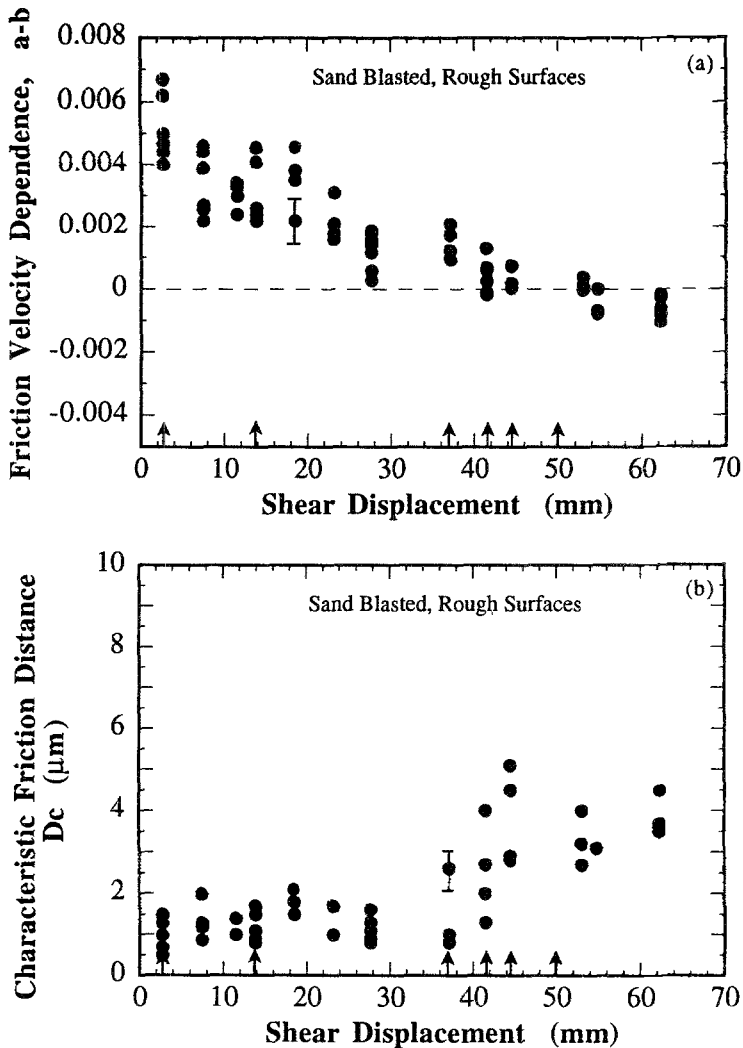 Friction Velocity Dependence, a-b
0.008
0.006
0.004
0.002
0
-0.002
-0.004
Sand Blasted, Rough Surfaces
(a)
0 10 20 30 40 50 60 70
Shear Displacement (mm)
Characteristic Friction Distance
Dc (μm)
10
8
6
4
2
0
Sand Blasted, Rough Surfaces
(b)
0 10 20 30 40 50 60 70
Shear Displacement (mm)